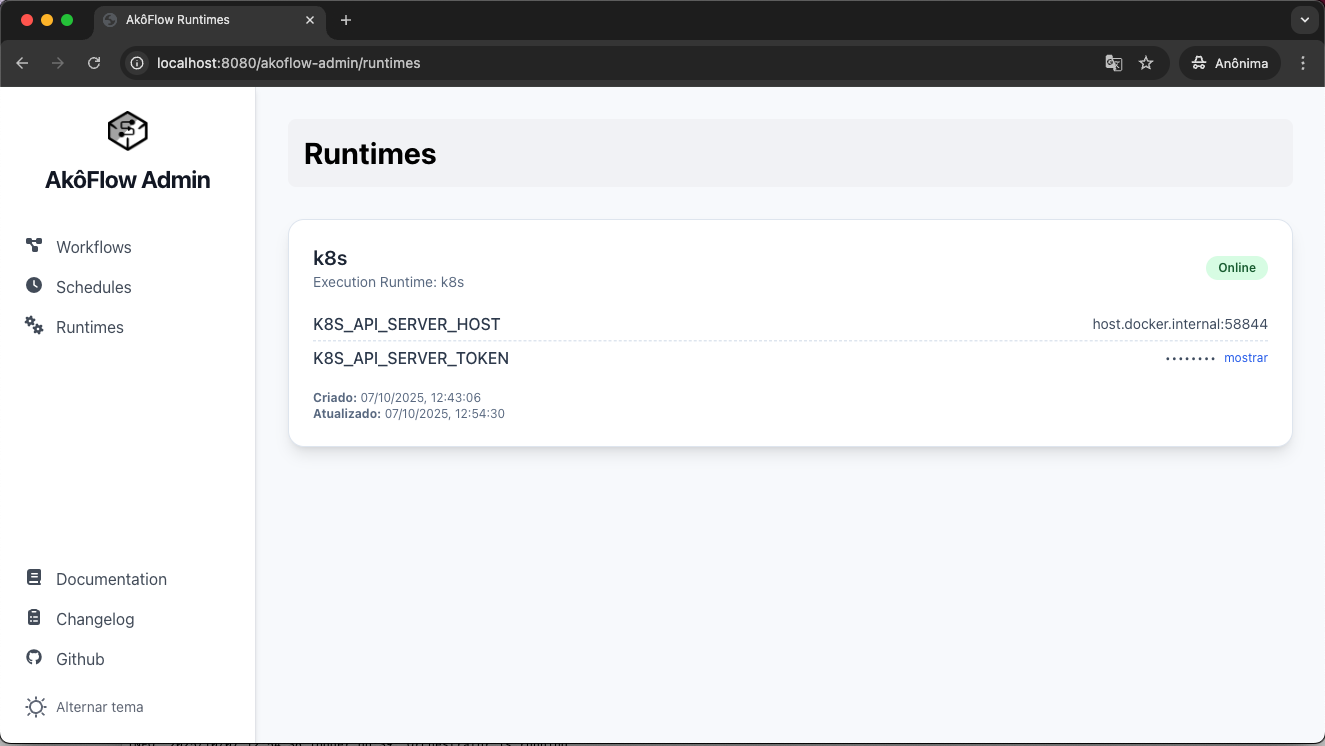 AkôFlow Runtimes
localhost:8080/akoflow-admin/runtimes
Anônima
AkôFlow Admin
Workflows
Schedules
Runtimes
Documentation
Changelog
Github
Alternar tema
Runtimes
k8s
Execution Runtime: k8s
Online
K8S_API_SERVER_HOST
host.docker.internal:58844
K8S_API_SERVER_TOKEN
•••••••• mostrar
Criado: 07/10/2025, 12:43:06
Atualizado: 07/10/2025, 12:54:30